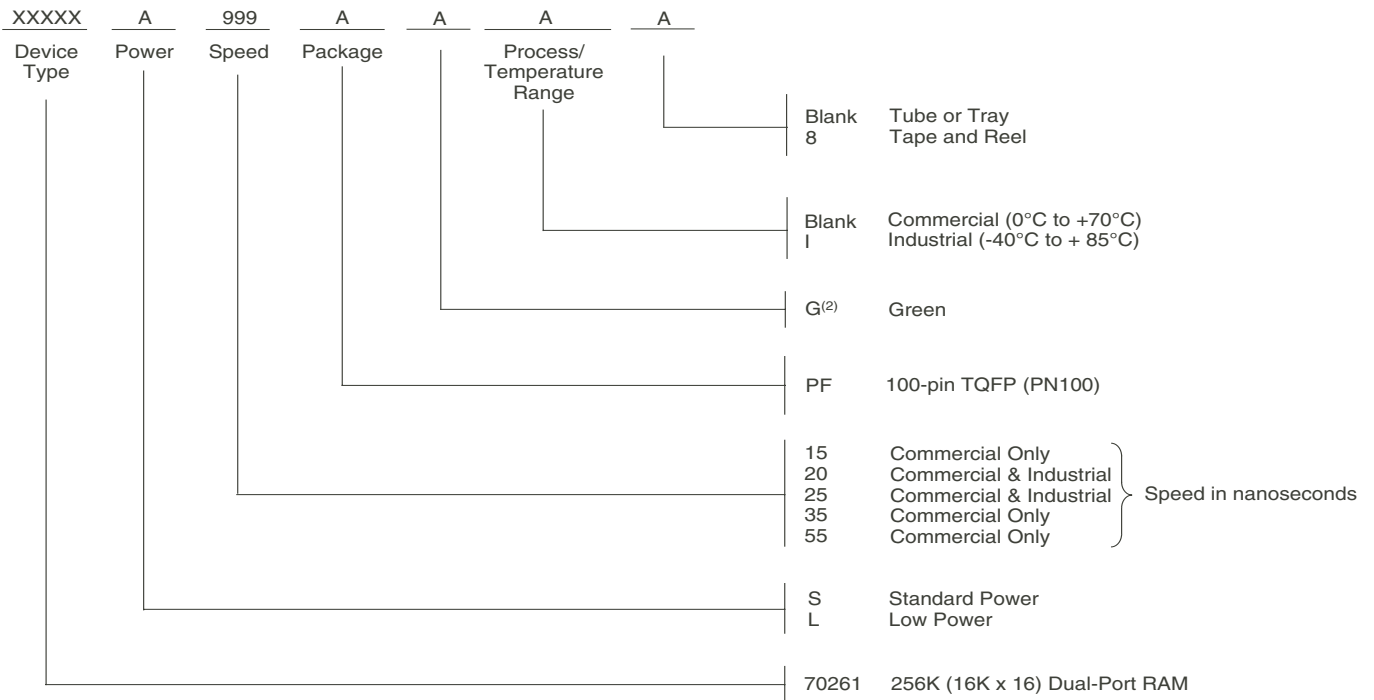 XXXXX A 999 A A A A
Device Type Power Speed Package Process/ Temperature Range
Blank Tube or Tray
8 Tape and Reel
Blank Commercial (0°C to +70°C)
I Industrial (-40°C to + 85°C)
G(2) Green
PF 100-pin TQFP (PN100)
15 Commercial Only
20 Commercial & Industrial
25 Commercial & Industrial Speed in nanoseconds
35 Commercial Only
55 Commercial Only
S Standard Power
L Low Power
70261 256K (16K x 16) Dual-Port RAM